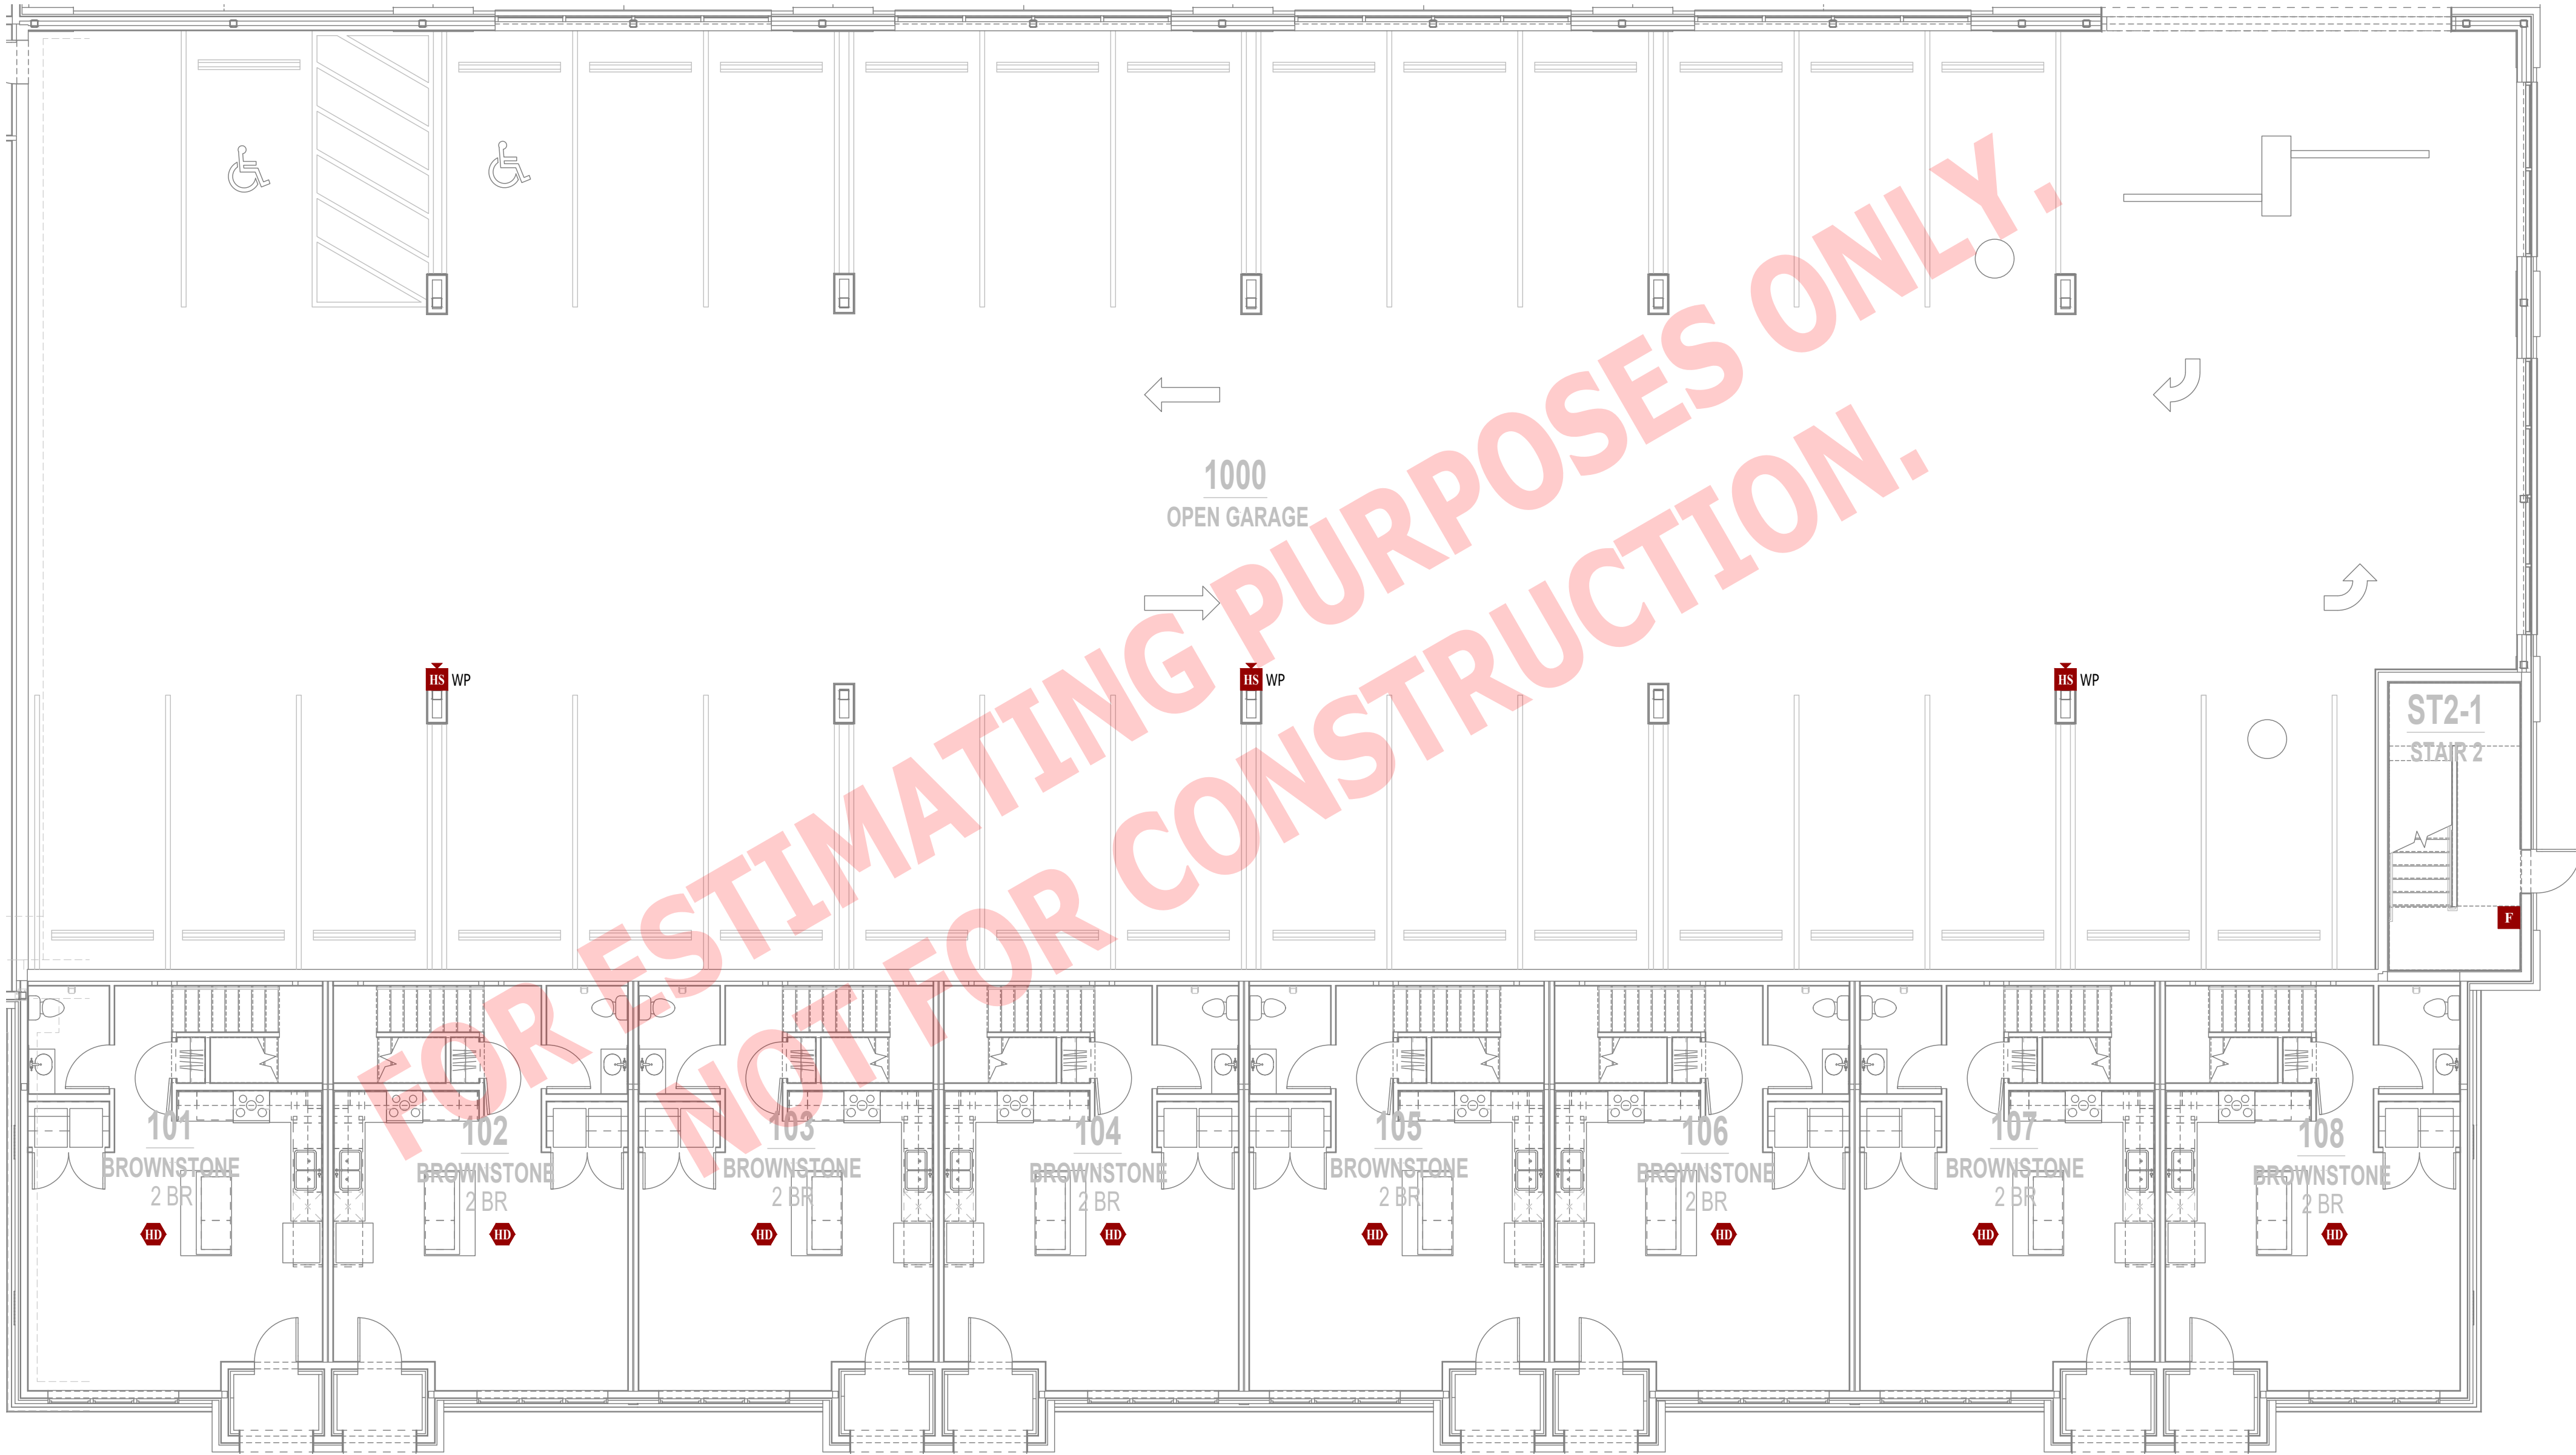 FOR ESTIMATING PURPOSES ONLY.
NOT FOR CONSTRUCTION.
1000
OPEN GARAGE
HS WP
HS WP
HS WP
ST2-1
STAIR 2
F
101
BROWNSTONE
2 BR
HD
102
BROWNSTONE
2 BR
HD
103
BROWNSTONE
2 BR
HD
104
BROWNSTONE
2 BR
HD
105
BROWNSTONE
2 BR
HD
106
BROWNSTONE
2 BR
HD
107
BROWNSTONE
2 BR
HD
108
BROWNSTONE
2 BR
HD